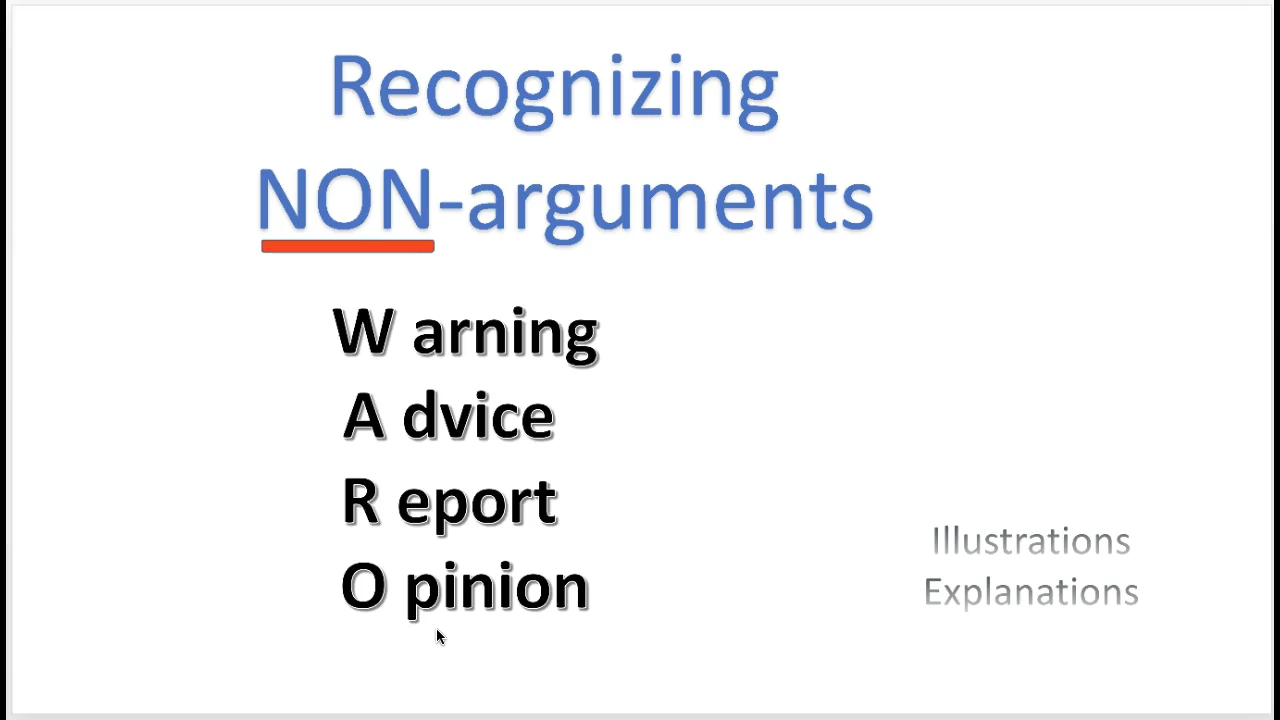 Recognizing
NON-arguments
W arning
A dvice
R eport
O pinion
Illustrations
Explanations